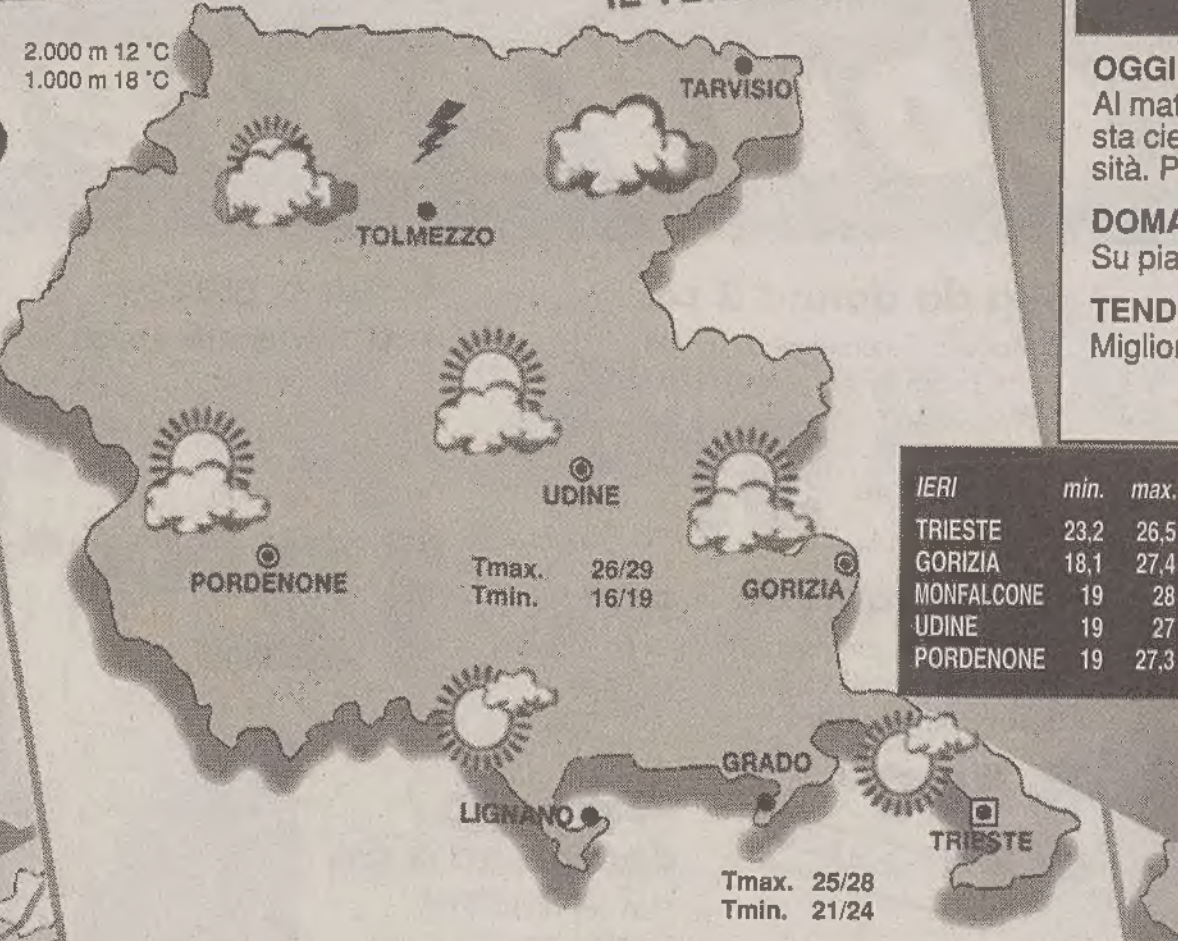 2.000 m 12 °C
1.000 m 18 °C
TARVISIO
TOLMEZZO
UDINE
PORDENONE
Tmax. 26/29
Tmin. 16/19
GORIZIA
LIGNANO
GRADO
TRIESTE
Tmax. 25/28
Tmin. 21/24
OGGI
Al mat
sta cie
sità. P
DOMA
Su pia
TEND
Miglior
IERI min. max.
TRIESTE 23,2 26,5
GORIZIA 18,1 27,4
MONFALCONE 19 28
UDINE 19 27
PORDENONE 19 27,3